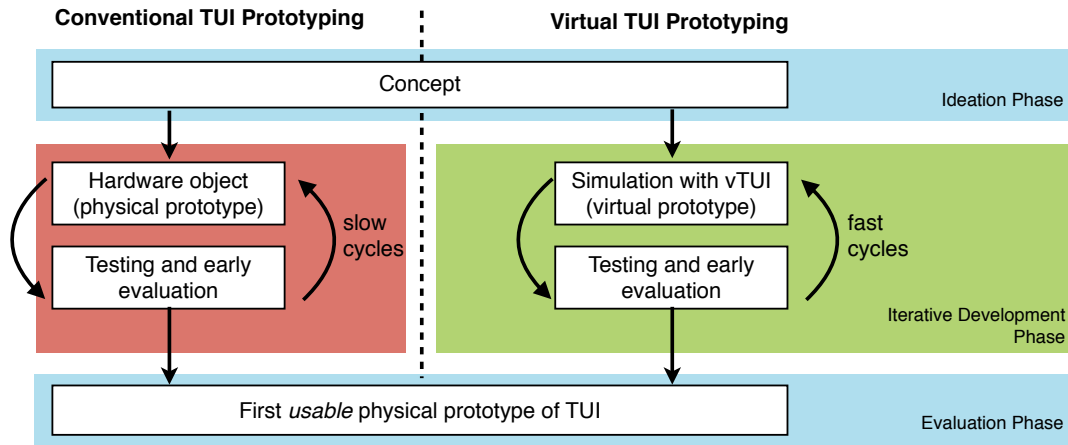 Conventional TUI Prototyping
Virtual TUI Prototyping
Concept
Ideation Phase
Hardware object
(physical prototype)
slow
cycles
Testing and early
evaluation
Simulation with vTUI
(virtual prototype)
fast
cycles
Testing and early
evaluation
Iterative Development
Phase
First usable physical prototype of TUI
Evaluation Phase